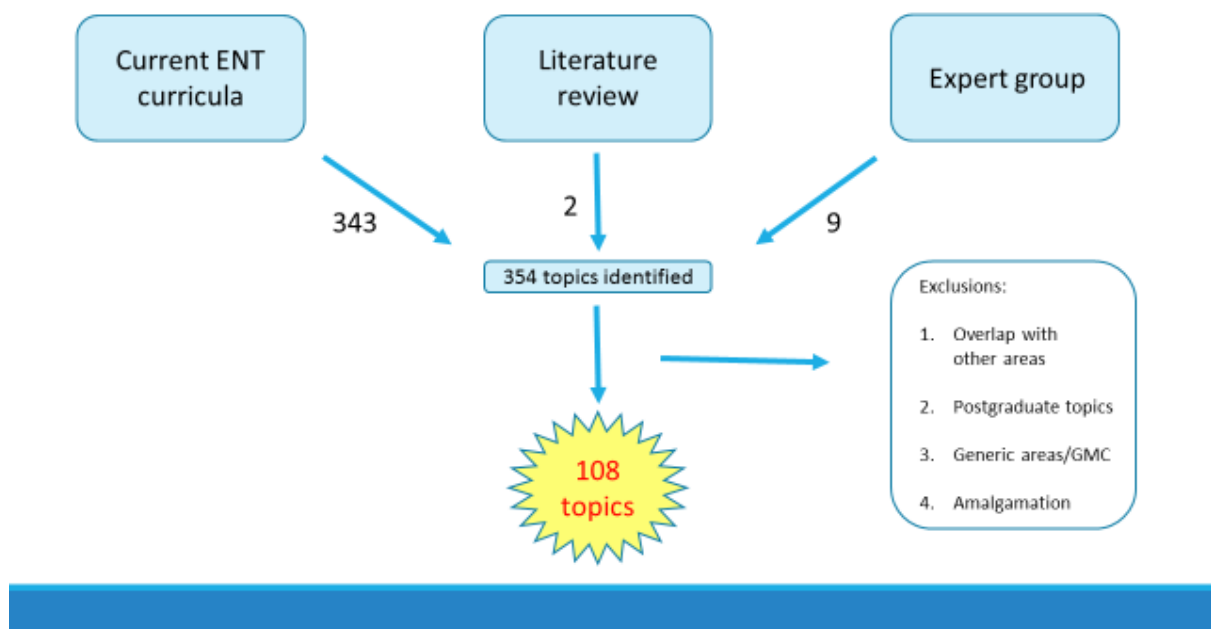 Current ENT
curricula
Literature
review
Expert group
343
2
9
354 topics identified
Exclusions:
1. Overlap with
other areas
2. Postgraduate topics
3. Generic areas/GMC
4. Amalgamation
108
topics